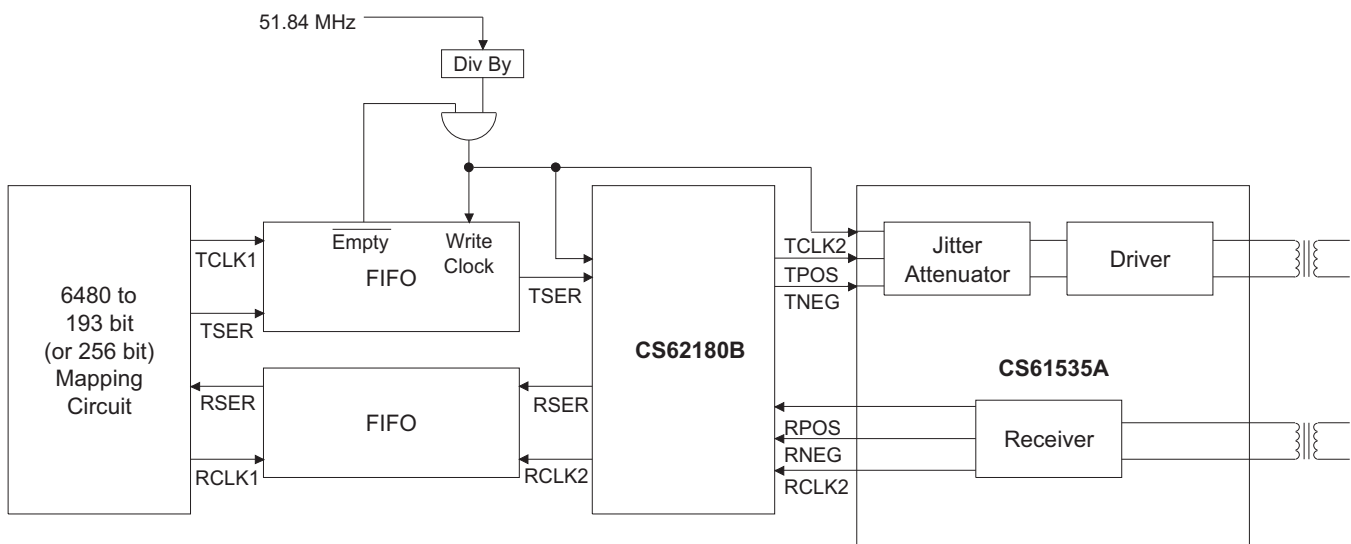 51.84 MHz
Div By
Empty
Write
Clock
FIFO
TCLK1
TSER
TSER
6480 to
193 bit
(or 256 bit)
Mapping
Circuit
RSER
RCLK1
FIFO
RSER
RCLK2
CS62180B
TCLK2
TPOS
TNEG
RPOS
RNEG
RCLK2
Jitter
Attenuator
Driver
CS61535A
Receiver